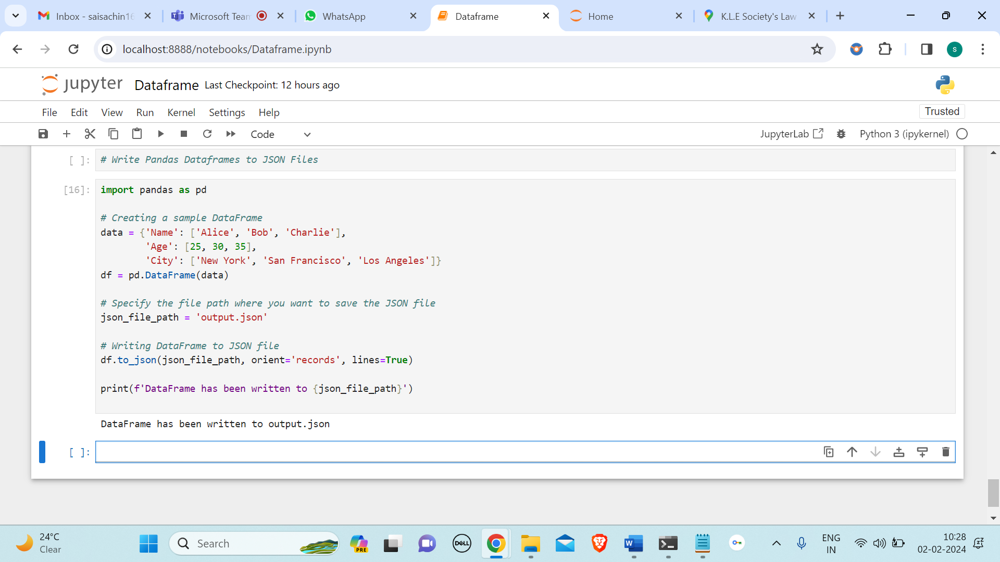 Inbox - saisachin16
Microsoft Team
WhatsApp
Dataframe
Home
K.L.E Society's Law
localhost:8888/notebooks/Dataframe.ipynb
s
jupyter
Dataframe
Last Checkpoint: 12 hours ago
File Edit View Run Kernel Settings Help
Trusted
Code
JupyterLab
Python 3 (ipykernel)
[ ]: # Write Pandas Dataframes to JSON Files
[16]: import pandas as pd
# Creating a sample DataFrame
data = {'Name': ['Alice', 'Bob', 'Charlie'],
        'Age': [25, 30, 35],
        'City': ['New York', 'San Francisco', 'Los Angeles']}
df = pd.DataFrame(data)
# Specify the file path where you want to save the JSON file
json_file_path = 'output.json'
# Writing DataFrame to JSON file
df.to_json(json_file_path, orient='records', lines=True)
print(f'DataFrame has been written to {json_file_path}')
DataFrame has been written to output.json
[ ]:
24°C
Clear
Search
PRE
DELL
W
ENG
IN
10:28
02-02-2024